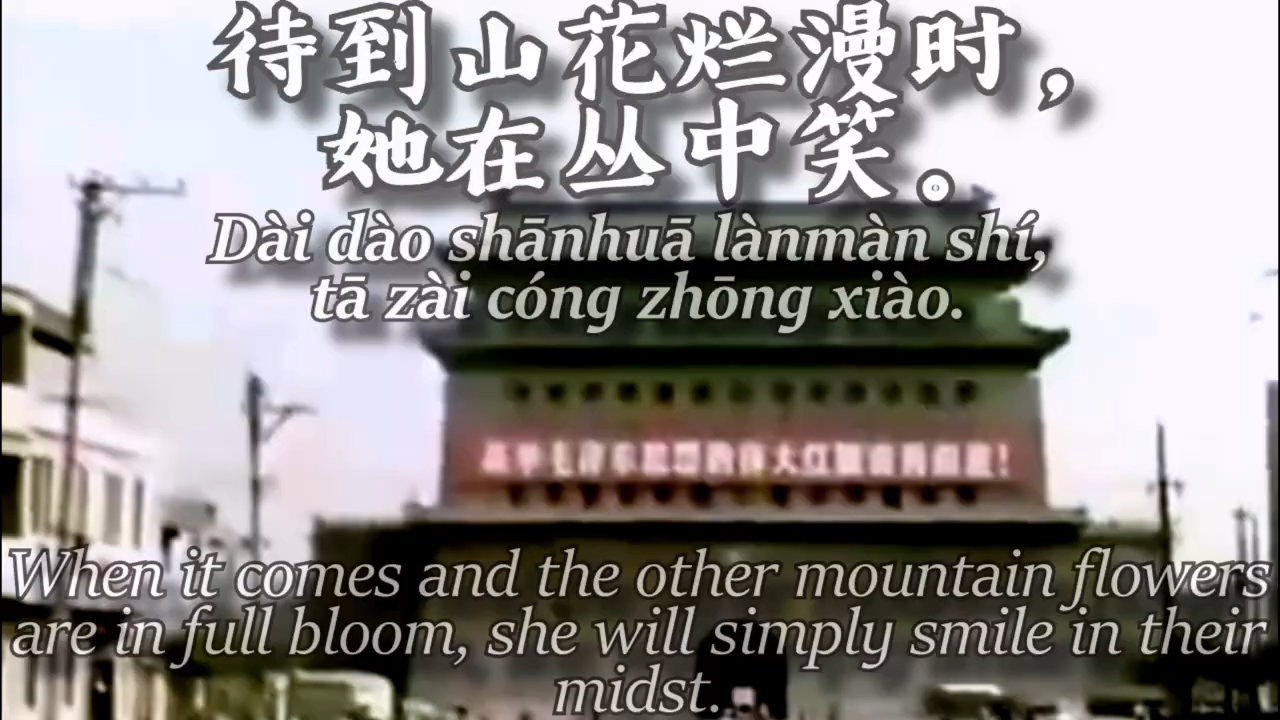 待到山花烂漫时，
她在丛中笑。
Dài dào shānhuā lànmàn shí,
tā zài cóng zhōng xiào.
When it comes and the other mountain flowers
are in full bloom, she will simply smile in their
midst.